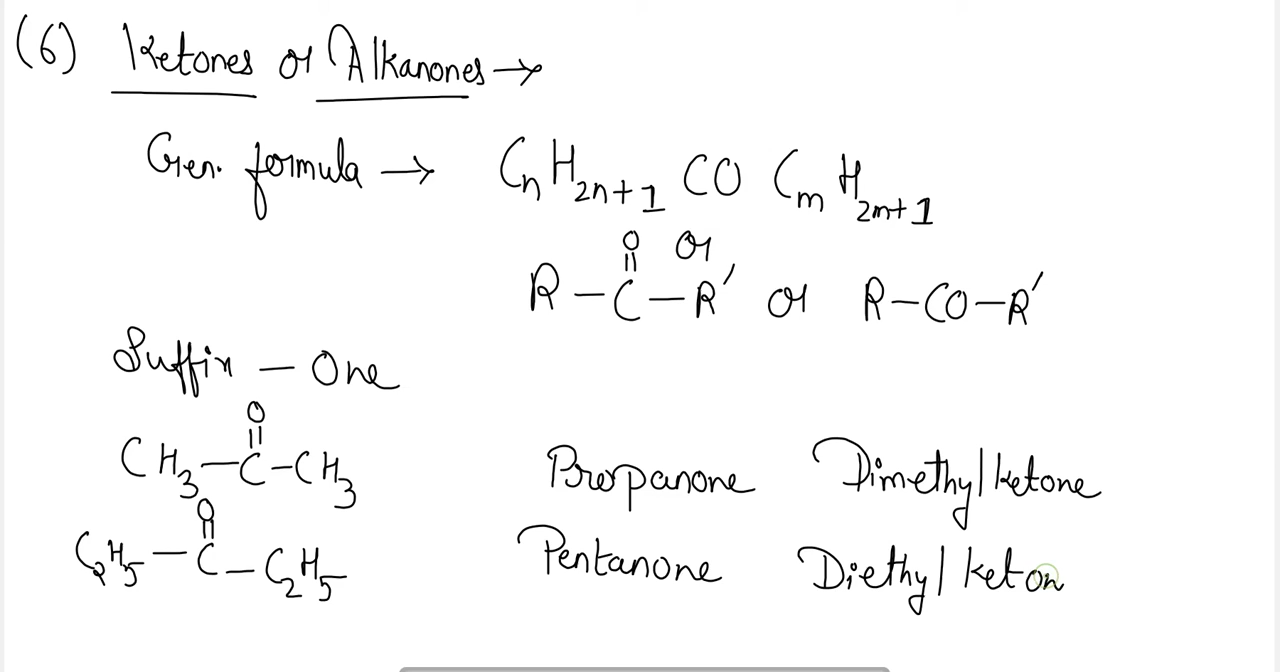 (6) Ketones or Alkanones →
Gen. formula → CnH2n+1 CO CmH2m+1
or
O
||
R-C-R' or R-CO-R'
Suffix - One
O
||
CH3-C-CH3 Propanone Dimethyl ketone
O
||
C2H5-C-C2H5 Pentanone Diethyl keton